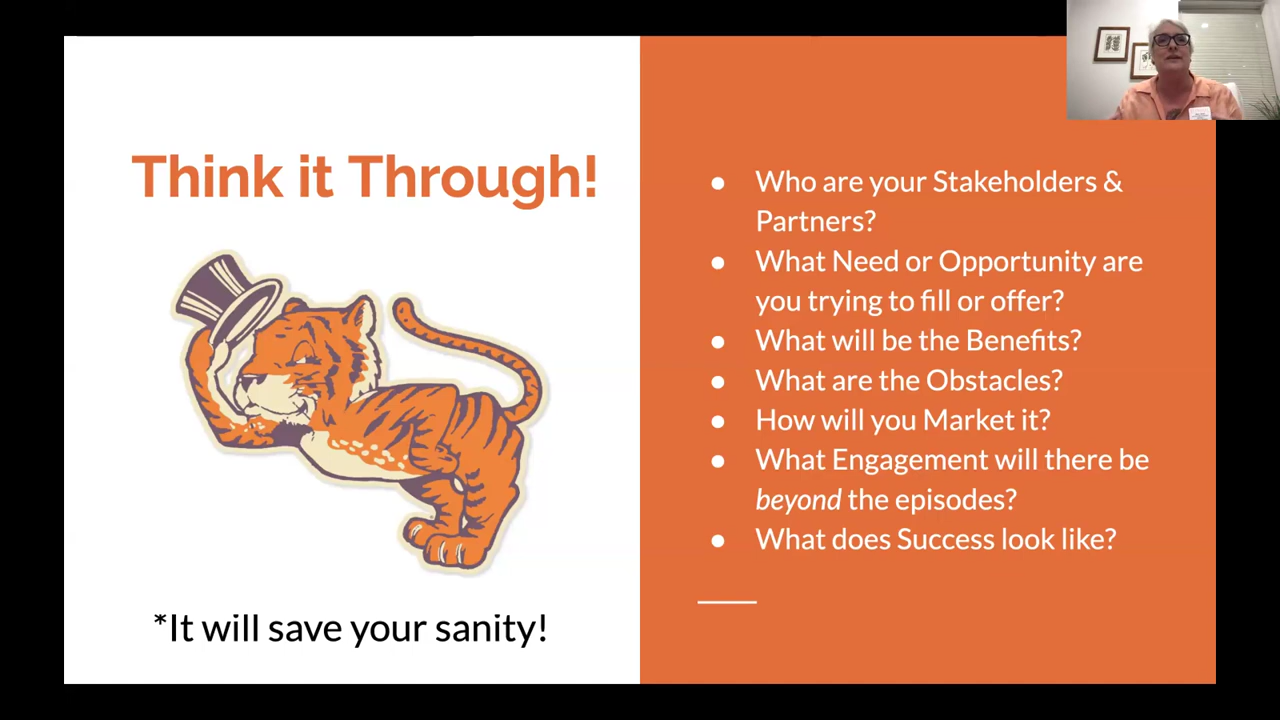 Think it Through!
*It will save your sanity!
● Who are your Stakeholders &
Partners?
● What Need or Opportunity are
you trying to fill or offer?
● What will be the Benefits?
● What are the Obstacles?
● How will you Market it?
● What Engagement will there be
beyond the episodes?
● What does Success look like?